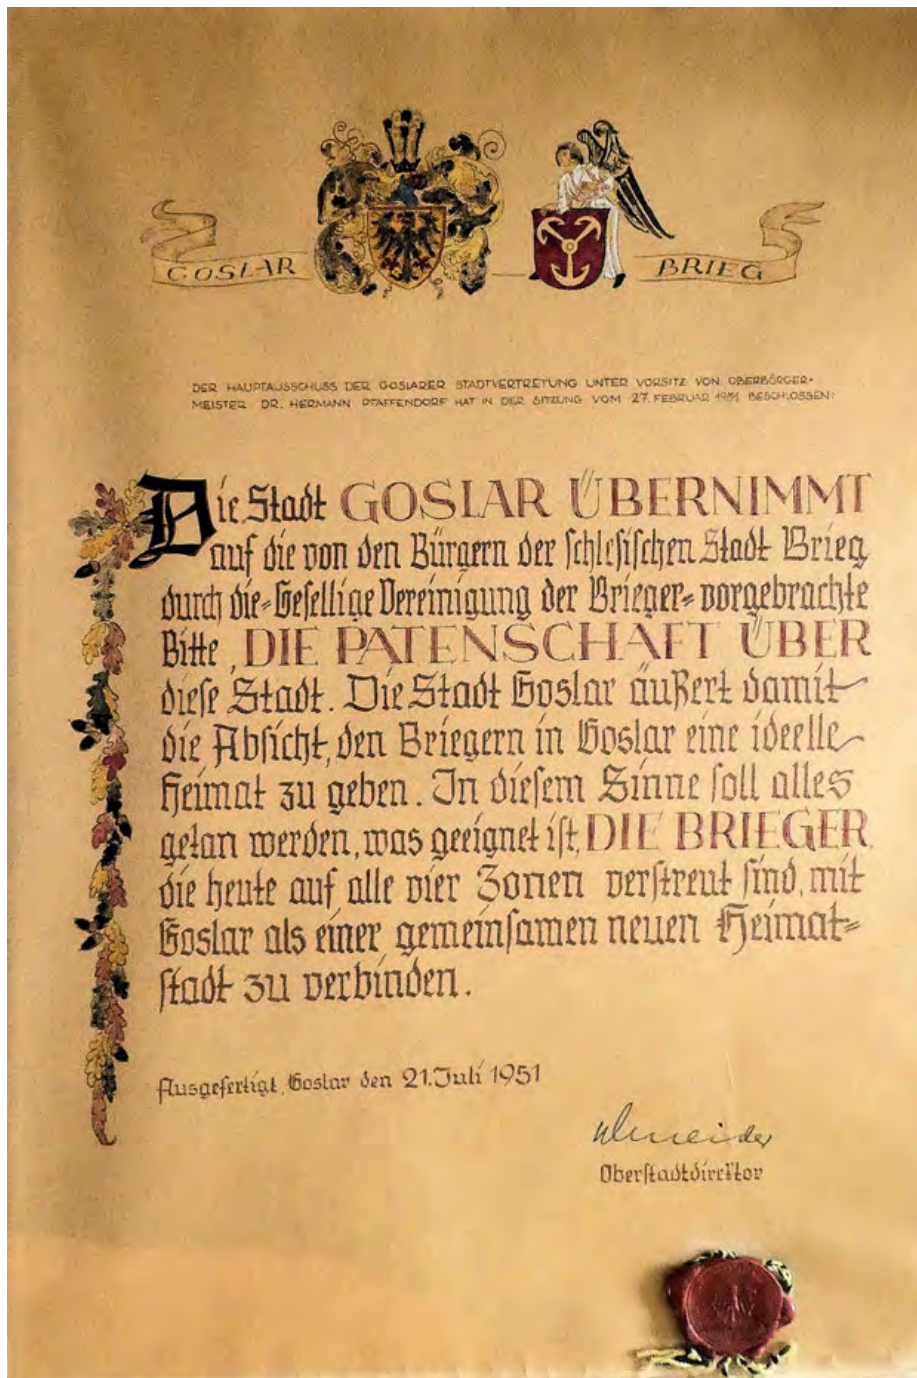 GOSLAR
BRIEG
DER HAUPTAUSSCHUSS DER GOSLARER STADTVERTRETUNG UNTER VORSITZ VON OBERBÜRGER-
MEISTER DR. HERMANN PFAFFENDORF HAT IN DER SITZUNG VOM 27. FEBRUAR 1951 BESCHLOSSEN:
Die Stadt GOSLAR ÜBERNIMMT
auf die von den Bürgern der schlesischen Stadt Brieg
durch die "Gesellige Vereinigung der Brieger" vorgebrachte
Bitte, DIE PATENSCHAFT ÜBER
diese Stadt. Die Stadt Goslar äußert damit
die Absicht, den Briegern in Goslar eine ideelle
Heimat zu geben. In diesem Sinne soll alles
getan werden, was geeignet ist, DIE BRIEGER,
die heute auf alle vier Zonen verstreut sind, mit
Goslar als einer gemeinsamen neuen Heimat-
stadt zu verbinden.
Ausgefertigt, Goslar den 21. Juli 1951
Oberstadtdirektor